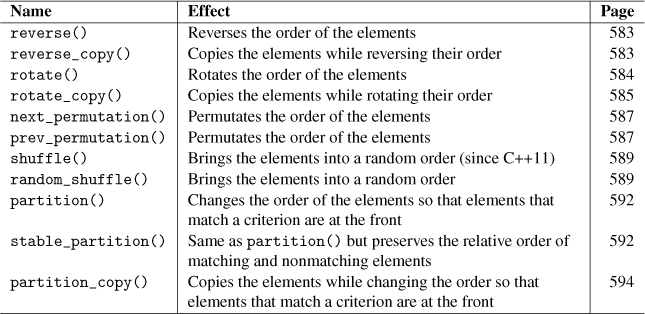 Name Effect Page
reverse() Reverses the order of the elements 583
reverse_copy() Copies the elements while reversing their order 583
rotate() Rotates the order of the elements 584
rotate_copy() Copies the elements while rotating their order 585
next_permutation() Permutates the order of the elements 587
prev_permutation() Permutates the order of the elements 587
shuffle() Brings the elements into a random order (since C++11) 589
random_shuffle() Brings the elements into a random order 589
partition() Changes the order of the elements so that elements that 592
match a criterion are at the front
stable_partition() Same as partition() but preserves the relative order of 592
matching and nonmatching elements
partition_copy() Copies the elements while changing the order so that 594
elements that match a criterion are at the front